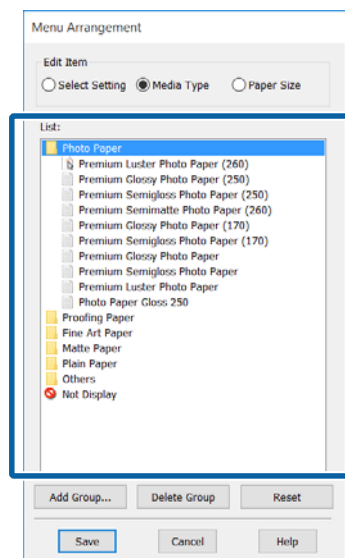 Menu Arrangement
Edit Item
Select Setting Media Type Paper Size
List:
Photo Paper
Premium Luster Photo Paper (260)
Premium Glossy Photo Paper (250)
Premium Semigloss Photo Paper (250)
Premium Semimatte Photo Paper (260)
Premium Glossy Photo Paper (170)
Premium Semigloss Photo Paper (170)
Premium Glossy Photo Paper
Premium Semigloss Photo Paper
Premium Luster Photo Paper
Photo Paper Gloss 250
Proofing Paper
Fine Art Paper
Matte Paper
Plain Paper
Others
Not Display
Add Group... Delete Group Reset
Save Cancel Help